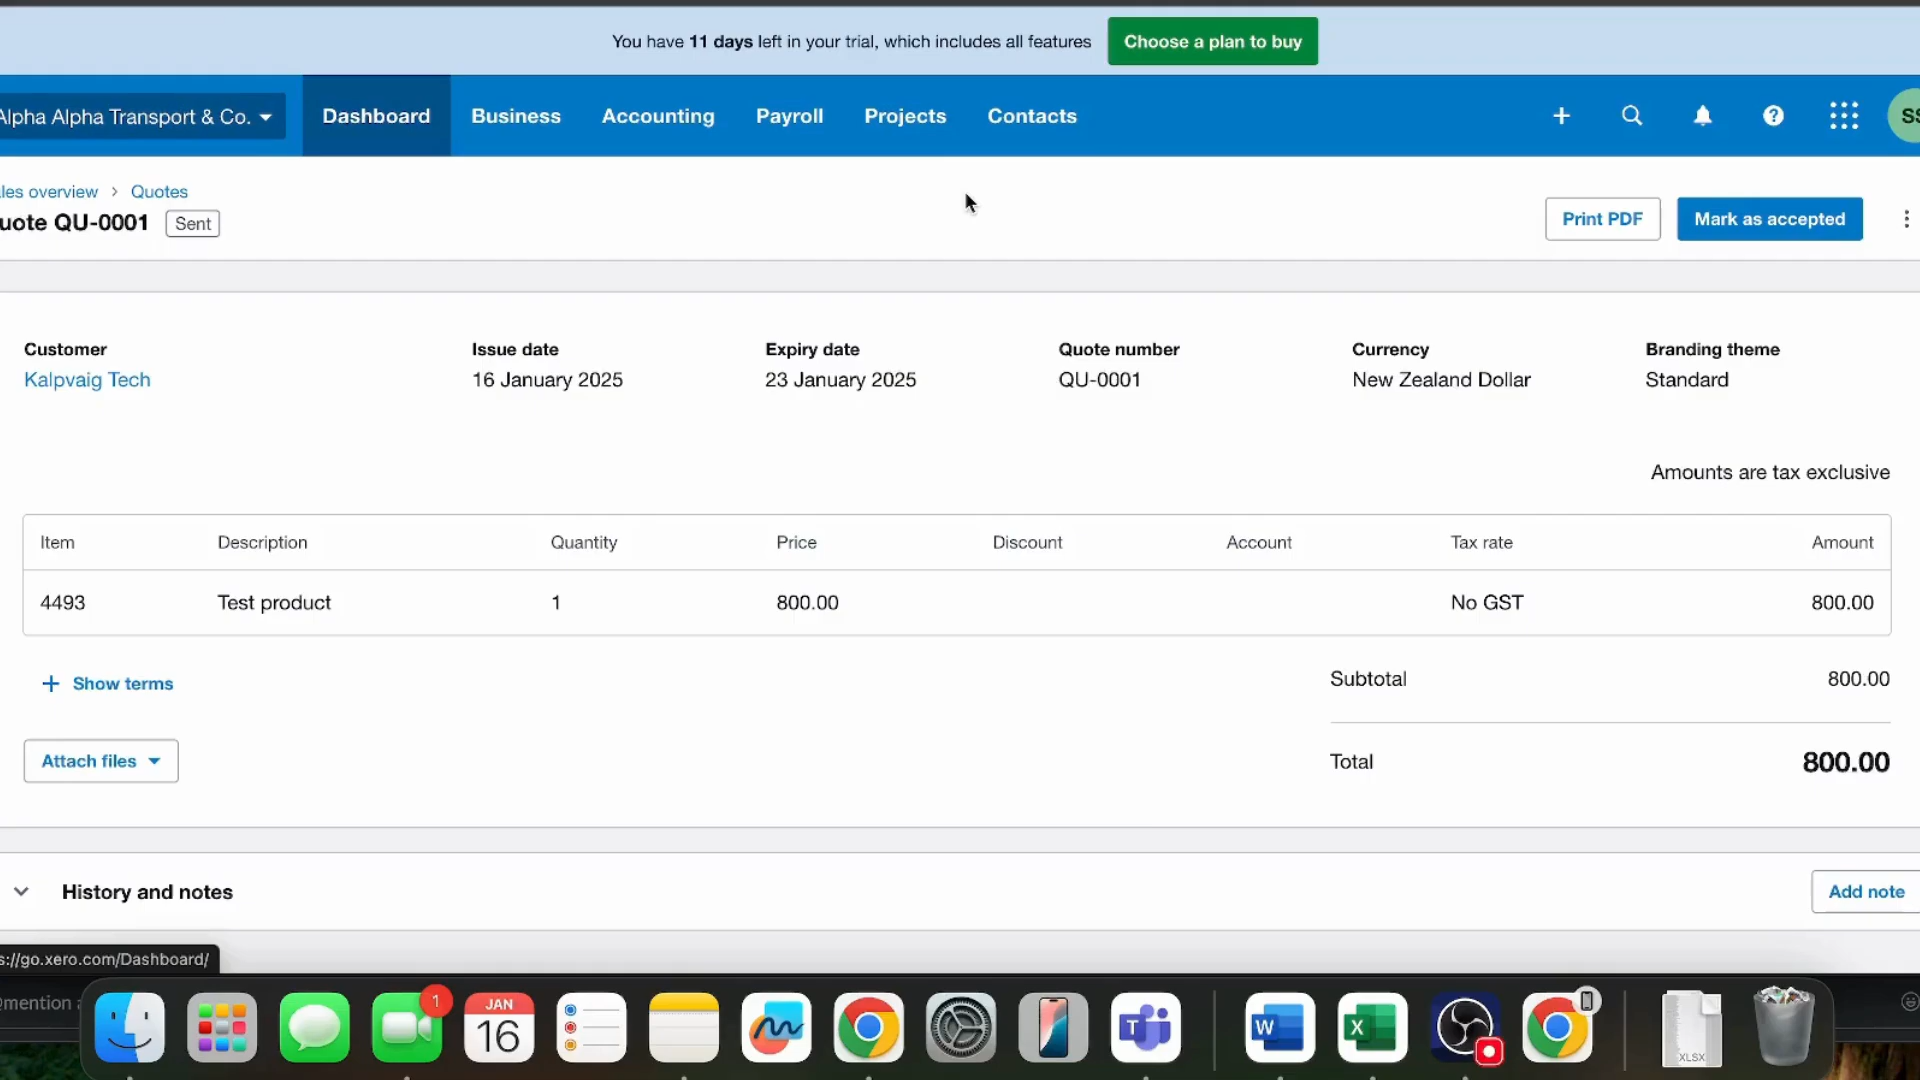 You have 11 days left in your trial, which includes all features
Choose a plan to buy
Alpha Alpha Transport & Co.
Dashboard
Business
Accounting
Payroll
Projects
Contacts
SS
les overview > Quotes
uote QU-0001
Sent
Print PDF
Mark as accepted
Customer
Issue date
Expiry date
Quote number
Currency
Branding theme
Kalpvaig Tech
16 January 2025
23 January 2025
QU-0001
New Zealand Dollar
Standard
Amounts are tax exclusive
Item
Description
Quantity
Price
Discount
Account
Tax rate
Amount
4493
Test product
1
800.00
No GST
800.00
+ Show terms
Subtotal
800.00
Attach files
Total
800.00
History and notes
Add note
s://go.xero.com/Dashboard/
@mention
1
JAN
16
T
W
X
XLSX